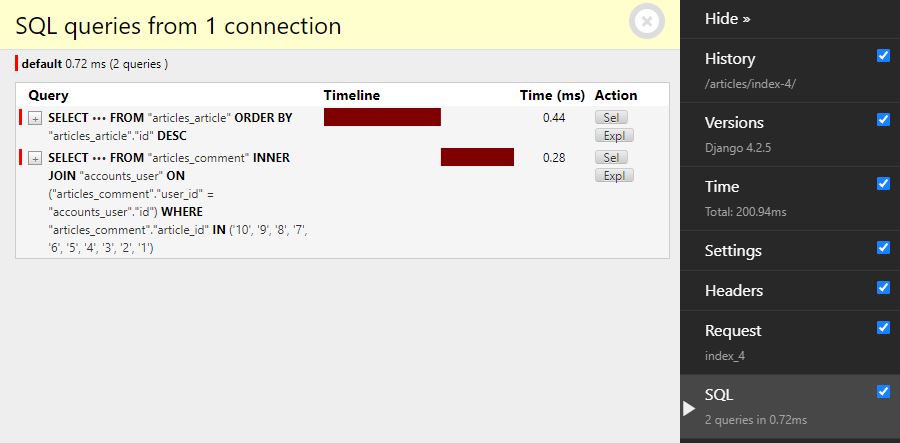 SQL queries from 1 connection
default 0.72 ms (2 queries )
Query Timeline Time (ms) Action
+ SELECT ••• FROM "articles_article" ORDER BY 0.44 Sel
"articles_article"."id" DESC Expl
+ SELECT ••• FROM "articles_comment" INNER 0.28 Sel
JOIN "accounts_user" ON Expl
("articles_comment"."user_id" =
"accounts_user"."id") WHERE
"articles_comment"."article_id" IN ('10', '9', '8', '7',
'6', '5', '4', '3', '2', '1')
Hide »
History
/articles/index-4/
Versions
Django 4.2.5
Time
Total: 200.94ms
Settings
Headers
Request
index_4
SQL
2 queries in 0.72ms